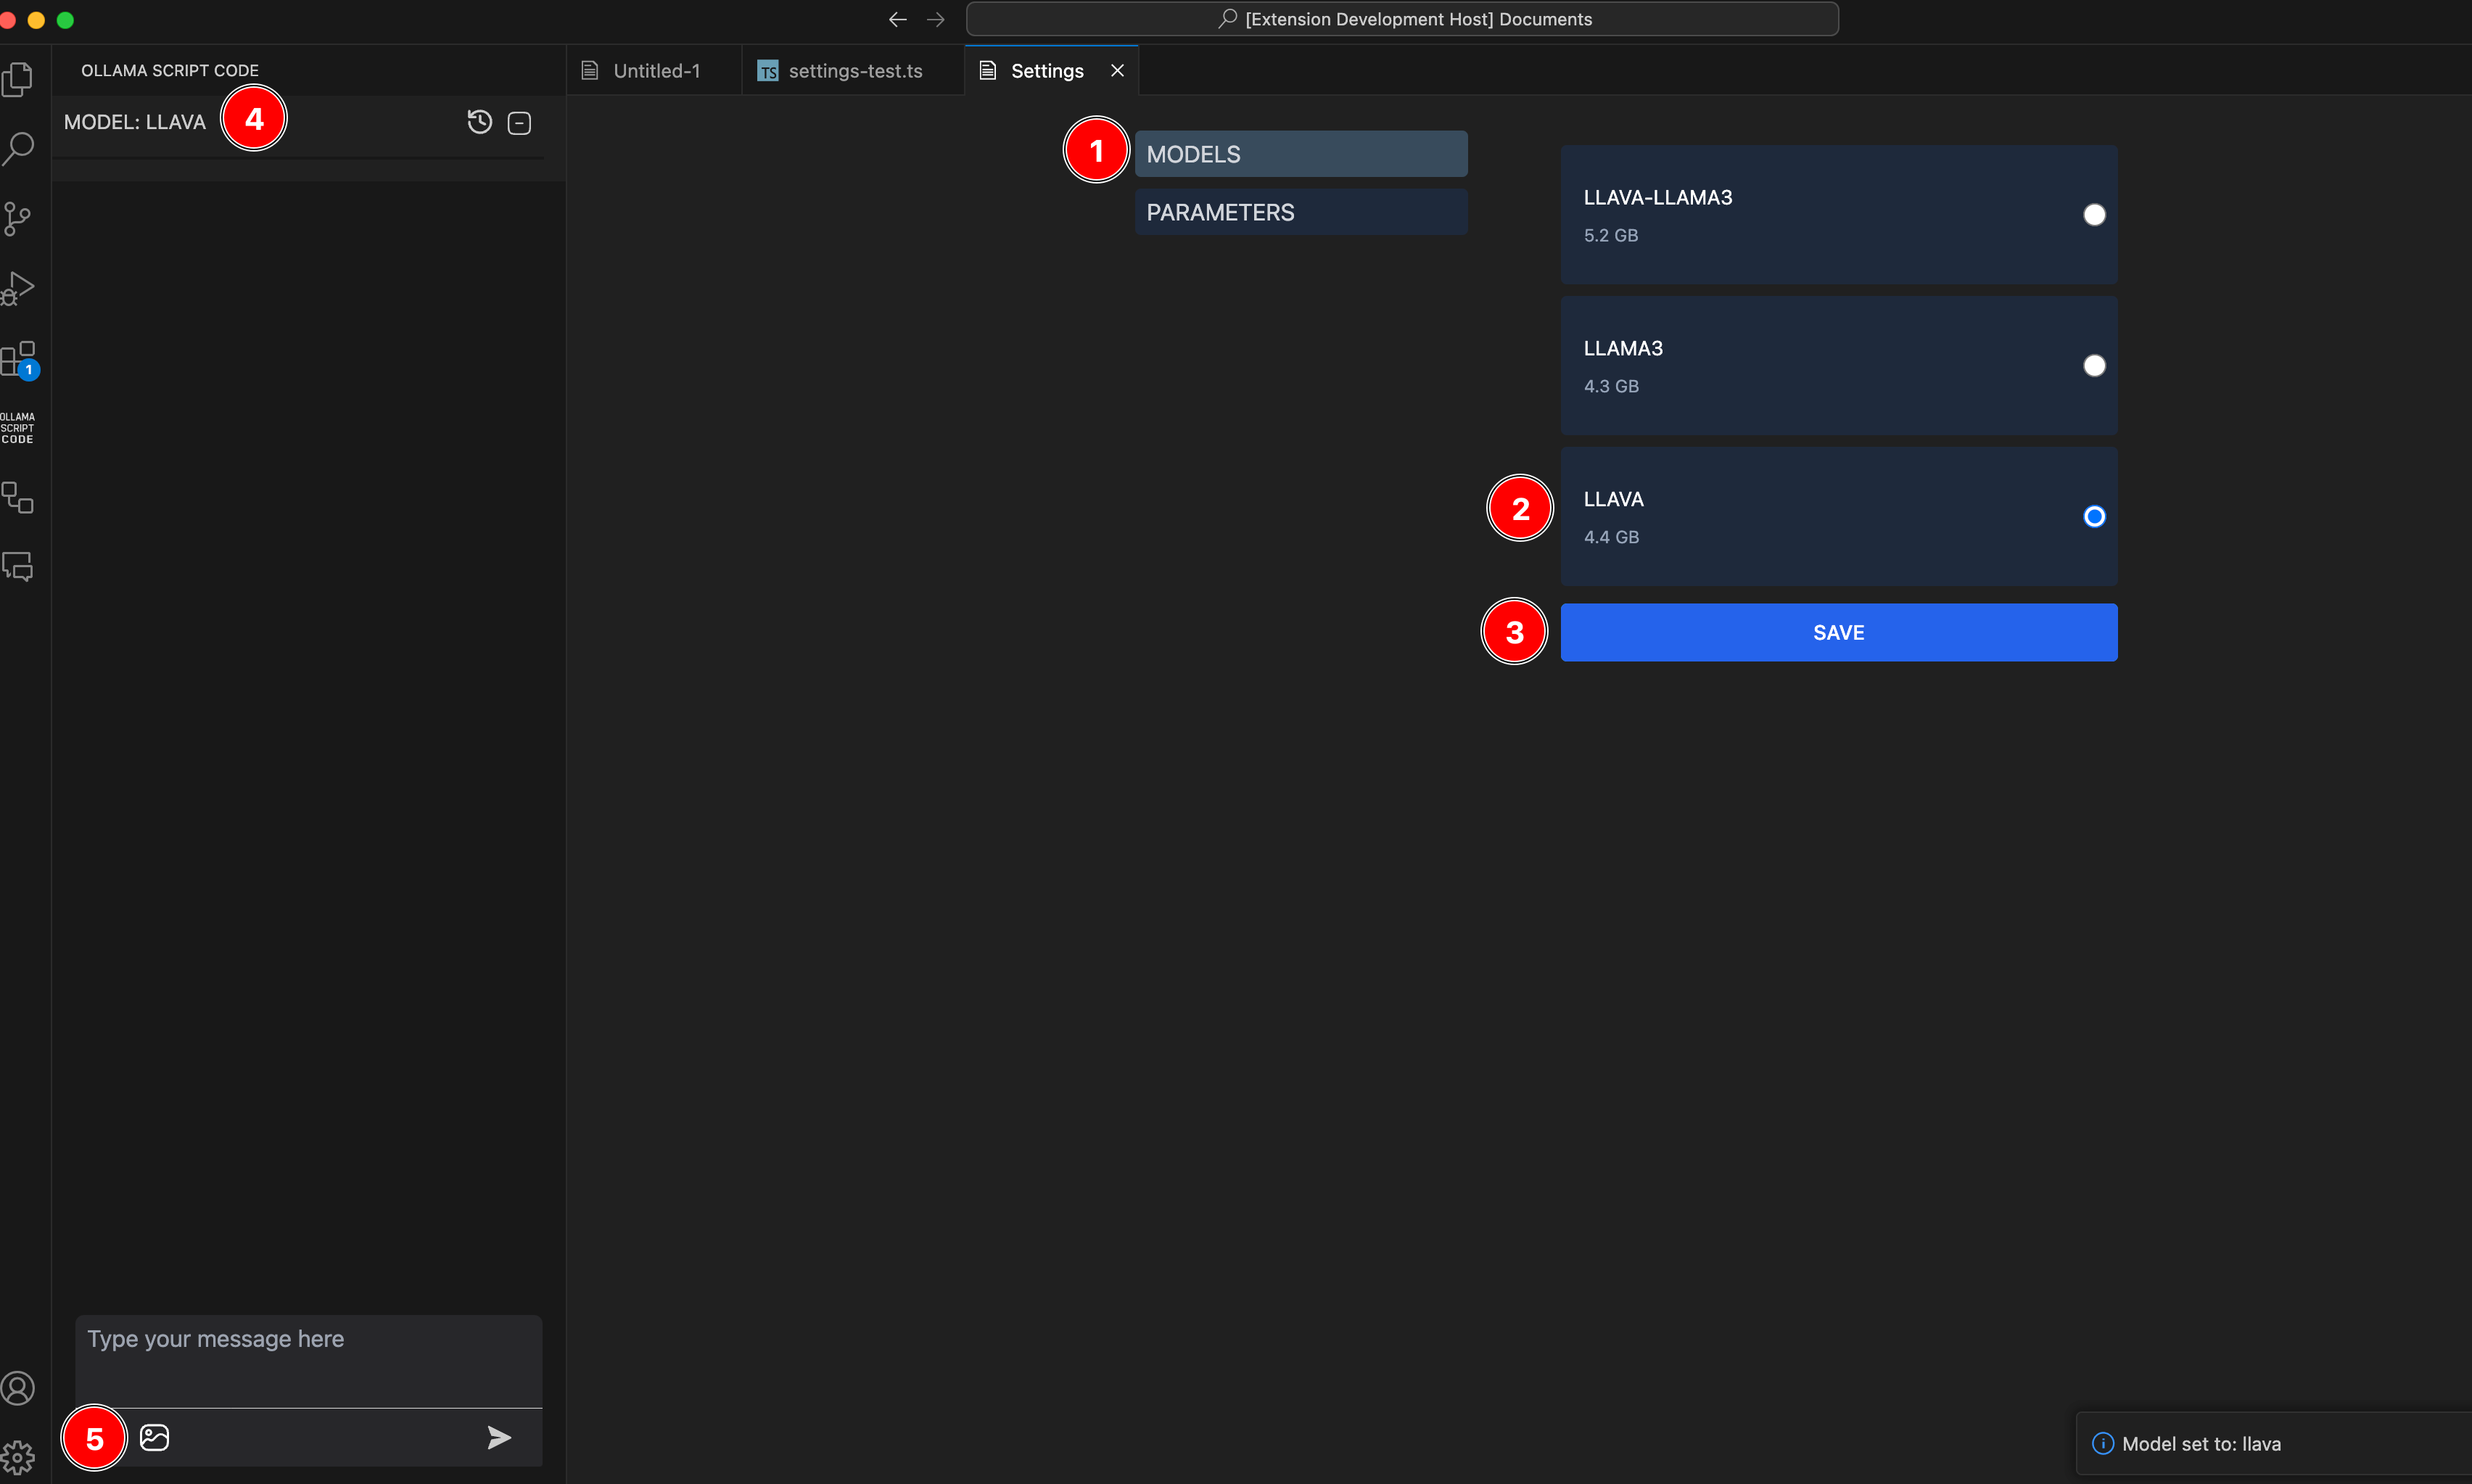 [Extension Development Host] Documents
OLLAMA SCRIPT CODE
Untitled-1
TS settings-test.ts
Settings
MODEL: LLAVA
4
1
MODELS
PARAMETERS
LLAVA-LLAMA3
5.2 GB
LLAMA3
4.3 GB
2
LLAVA
4.4 GB
3
SAVE
1
OLLAMA
SCRIPT
CODE
Type your message here
5
Model set to: llava